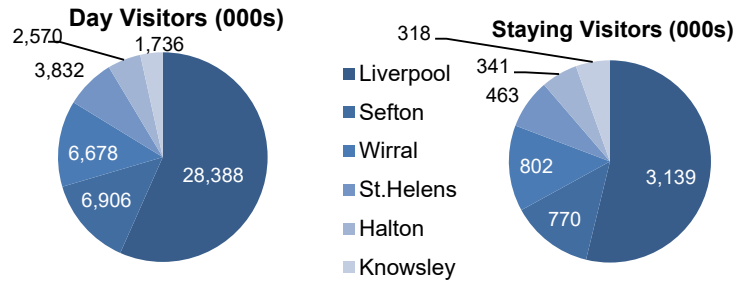 Day Visitors (000s)
2,570
1,736
3,832
6,678
28,388
6,906
Liverpool
Sefton
Wirral
St.Helens
Halton
Knowsley
Staying Visitors (000s)
318
341
463
802
3,139
770